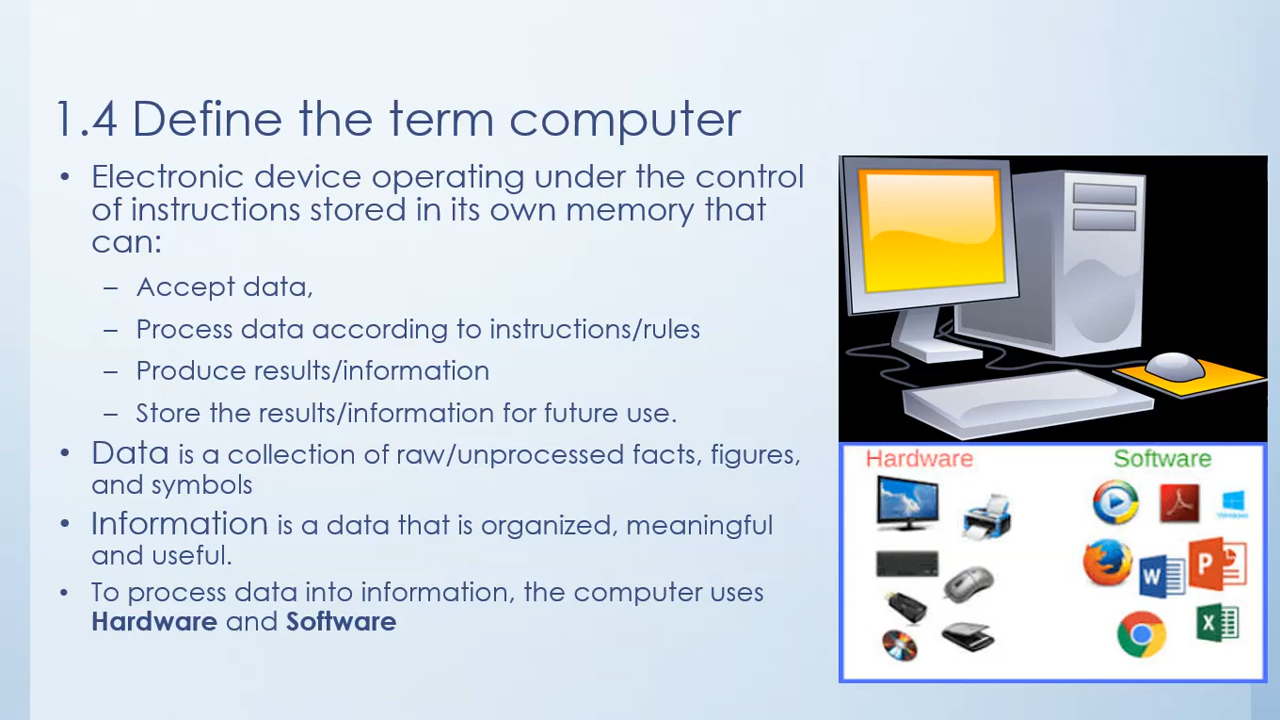 1.4 Define the term computer
• Electronic device operating under the control
of instructions stored in its own memory that
can:
– Accept data,
– Process data according to instructions/rules
– Produce results/information
– Store the results/information for future use.
• Data is a collection of raw/unprocessed facts, figures,
and symbols
• Information is a data that is organized, meaningful
and useful.
• To process data into information, the computer uses
Hardware and Software
Hardware
Software
Windows
W
P
X